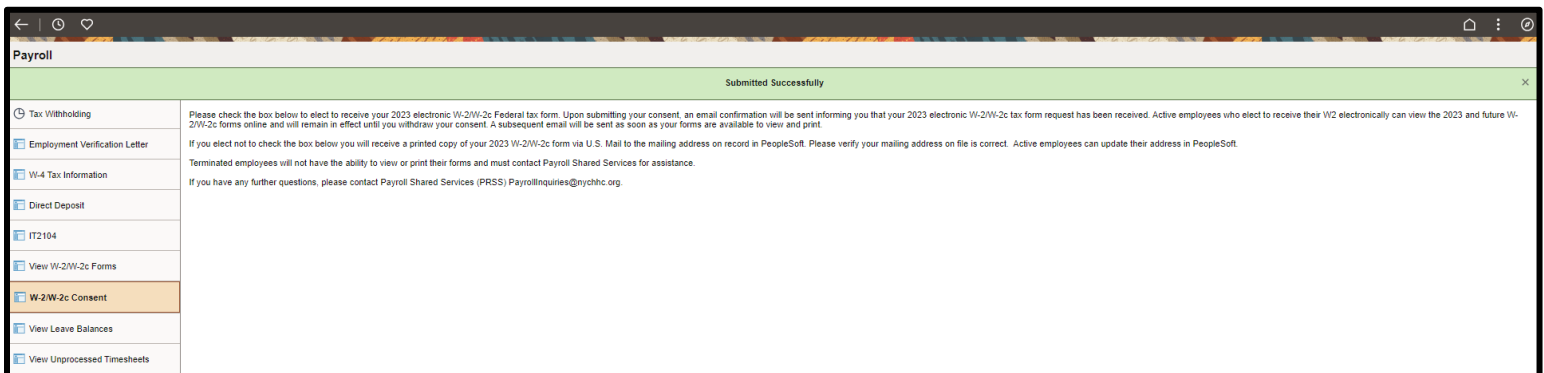 Payroll
Submitted Successfully
Tax Withholding
Employment Verification Letter
W-4 Tax Information
Direct Deposit
IT2104
View W-2/W-2c Forms
W-2/W-2c Consent
View Leave Balances
View Unprocessed Timesheets
Please check the box below to elect to receive your 2023 electronic W-2/W-2c Federal tax form. Upon submitting your consent, an email confirmation will be sent informing you that your 2023 electronic W-2/W-2c tax form request has been received. Active employees who elect to receive their W2 electronically can view the 2023 and future W-
2/W-2c forms online and will remain in effect until you withdraw your consent. A subsequent email will be sent as soon as your forms are available to view and print.
If you elect not to check the box below you will receive a printed copy of your 2023 W-2/W-2c form via U.S. Mail to the mailing address on record in PeopleSoft. Please verify your mailing address on file is correct. Active employees can update their address in PeopleSoft.
Terminated employees will not have the ability to view or print their forms and must contact Payroll Shared Services for assistance.
If you have any further questions, please contact Payroll Shared Services (PRSS) PayrollInquiries@nychhc.org.